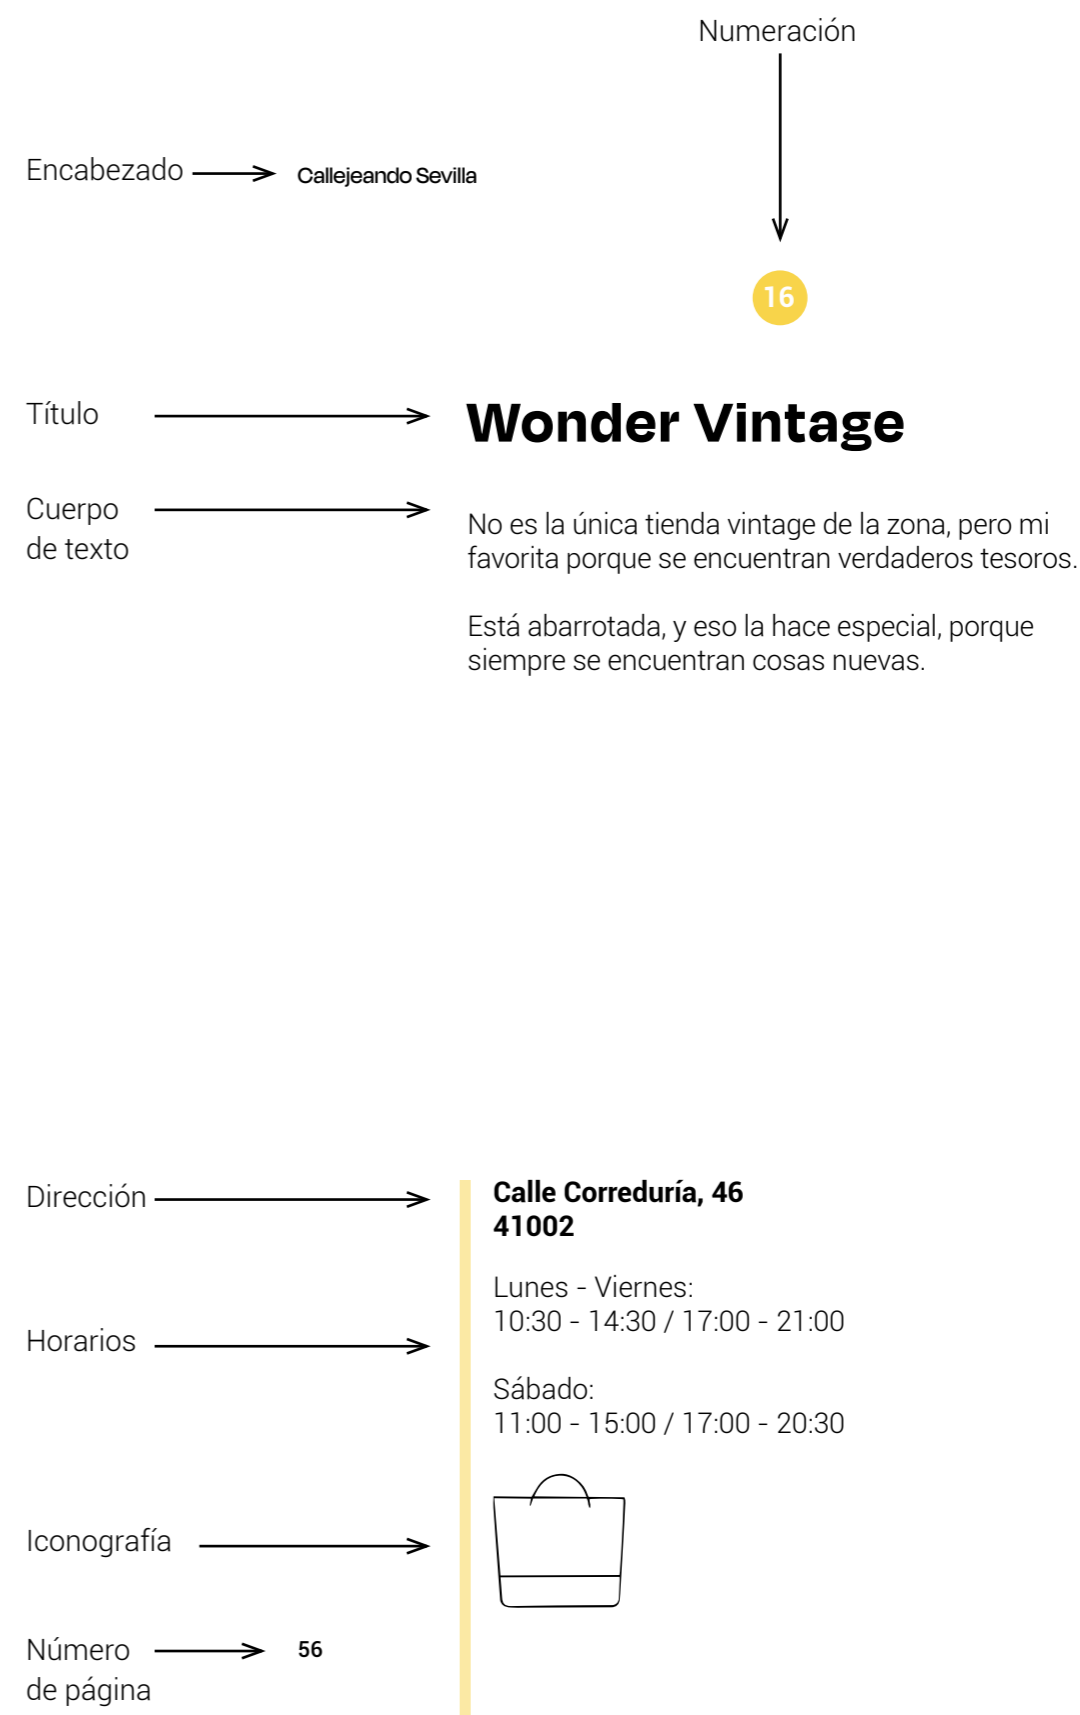 Numeración
Encabezado
Callejeando Sevilla
16
Título
Wonder Vintage
Cuerpo
de texto
No es la única tienda vintage de la zona, pero mi
favorita porque se encuentran verdaderos tesoros.
Está abarrotada, y eso la hace especial, porque
siempre se encuentran cosas nuevas.
Dirección
Calle Correduría, 46
41002
Horarios
Lunes - Viernes:
10:30 - 14:30 / 17:00 - 21:00
Sábado:
11:00 - 15:00 / 17:00 - 20:30
Iconografía
Número
de página
56